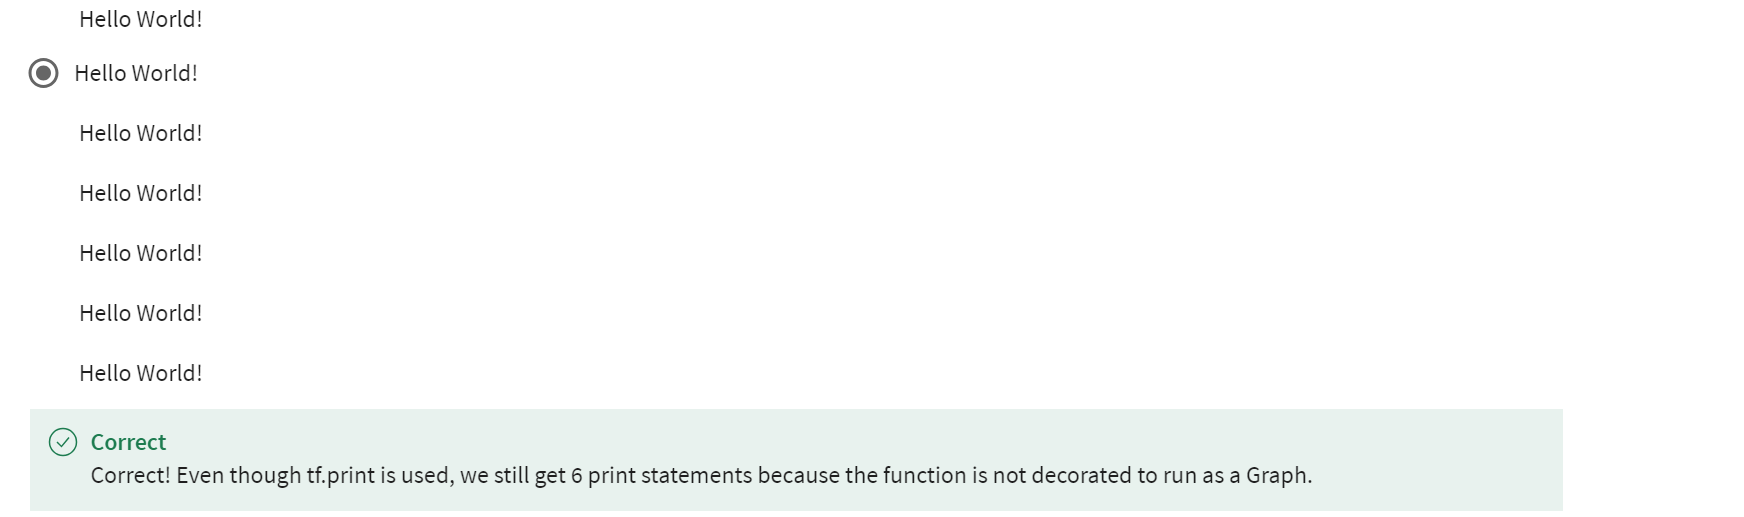 Hello World!
Hello World!
Hello World!
Hello World!
Hello World!
Hello World!
Hello World!
Correct
Correct! Even though tf.print is used, we still get 6 print statements because the function is not decorated to run as a Graph.